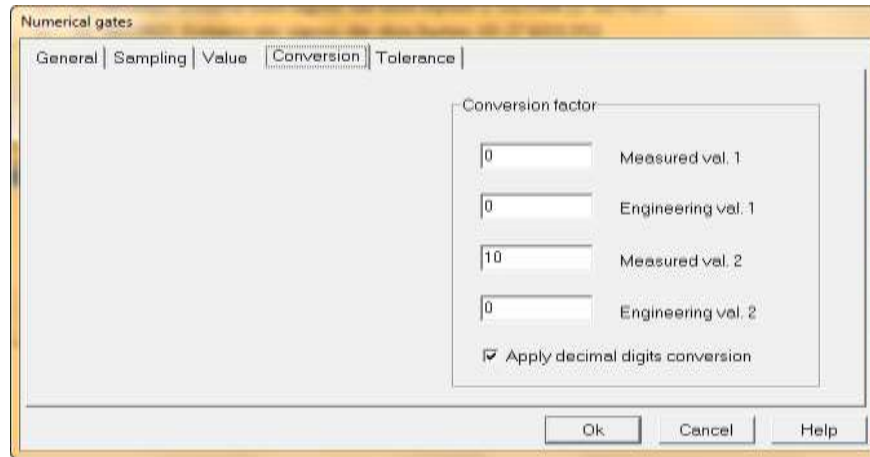 Numerical gates
General Sampling Value Conversion Tolerance
Conversion factor
0 Measured val. 1
0 Engineering val. 1
10 Measured val. 2
0 Engineering val. 2
Apply decimal digits conversion
Ok Cancel Help